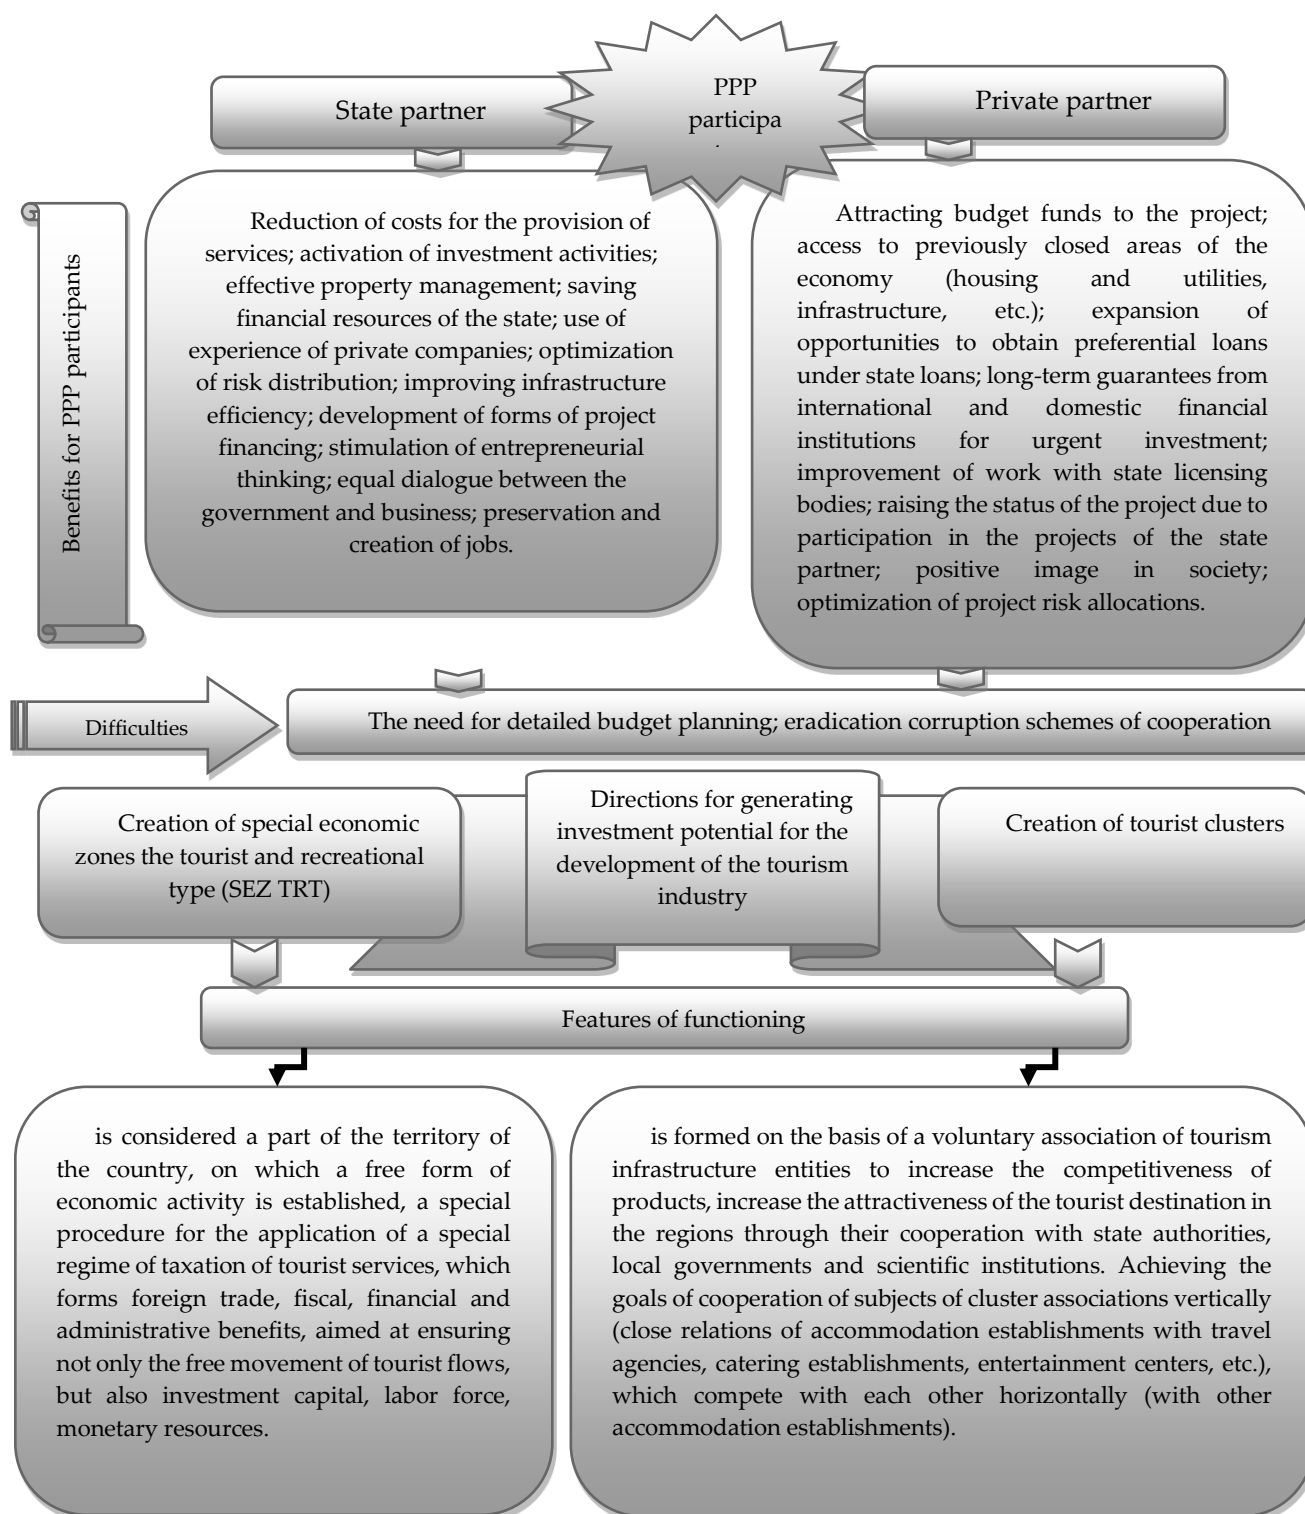 PPP
participa
State partner
Private partner
Benefits for PPP participants
Reduction of costs for the provision of
services; activation of investment activities;
effective property management; saving
financial resources of the state; use of
experience of private companies; optimization
of risk distribution; improving infrastructure
efficiency; development of forms of project
financing; stimulation of entrepreneurial
thinking; equal dialogue between the
government and business; preservation and
creation of jobs.
Attracting budget funds to the project;
access to previously closed areas of the
economy (housing and utilities,
infrastructure, etc.); expansion of
opportunities to obtain preferential loans
under state loans; long-term guarantees from
international and domestic financial
institutions for urgent investment;
improvement of work with state licensing
bodies; raising the status of the project due to
participation in the projects of the state
partner; positive image in society;
optimization of project risk allocations.
Difficulties
The need for detailed budget planning; eradication corruption schemes of cooperation
Creation of special economic
zones the tourist and recreational
type (SEZ TRT)
Directions for generating
investment potential for the
development of the tourism
industry
Creation of tourist clusters
Features of functioning
is considered a part of the territory of
the country, on which a free form of
economic activity is established, a special
procedure for the application of a special
regime of taxation of tourist services, which
forms foreign trade, fiscal, financial and
administrative benefits, aimed at ensuring
not only the free movement of tourist flows,
but also investment capital, labor force,
monetary resources.
is formed on the basis of a voluntary association of tourism
infrastructure entities to increase the competitiveness of
products, increase the attractiveness of the tourist destination in
the regions through their cooperation with state authorities,
local governments and scientific institutions. Achieving the
goals of cooperation of subjects of cluster associations vertically
(close relations of accommodation establishments with travel
agencies, catering establishments, entertainment centers, etc.),
which compete with each other horizontally (with other
accommodation establishments).